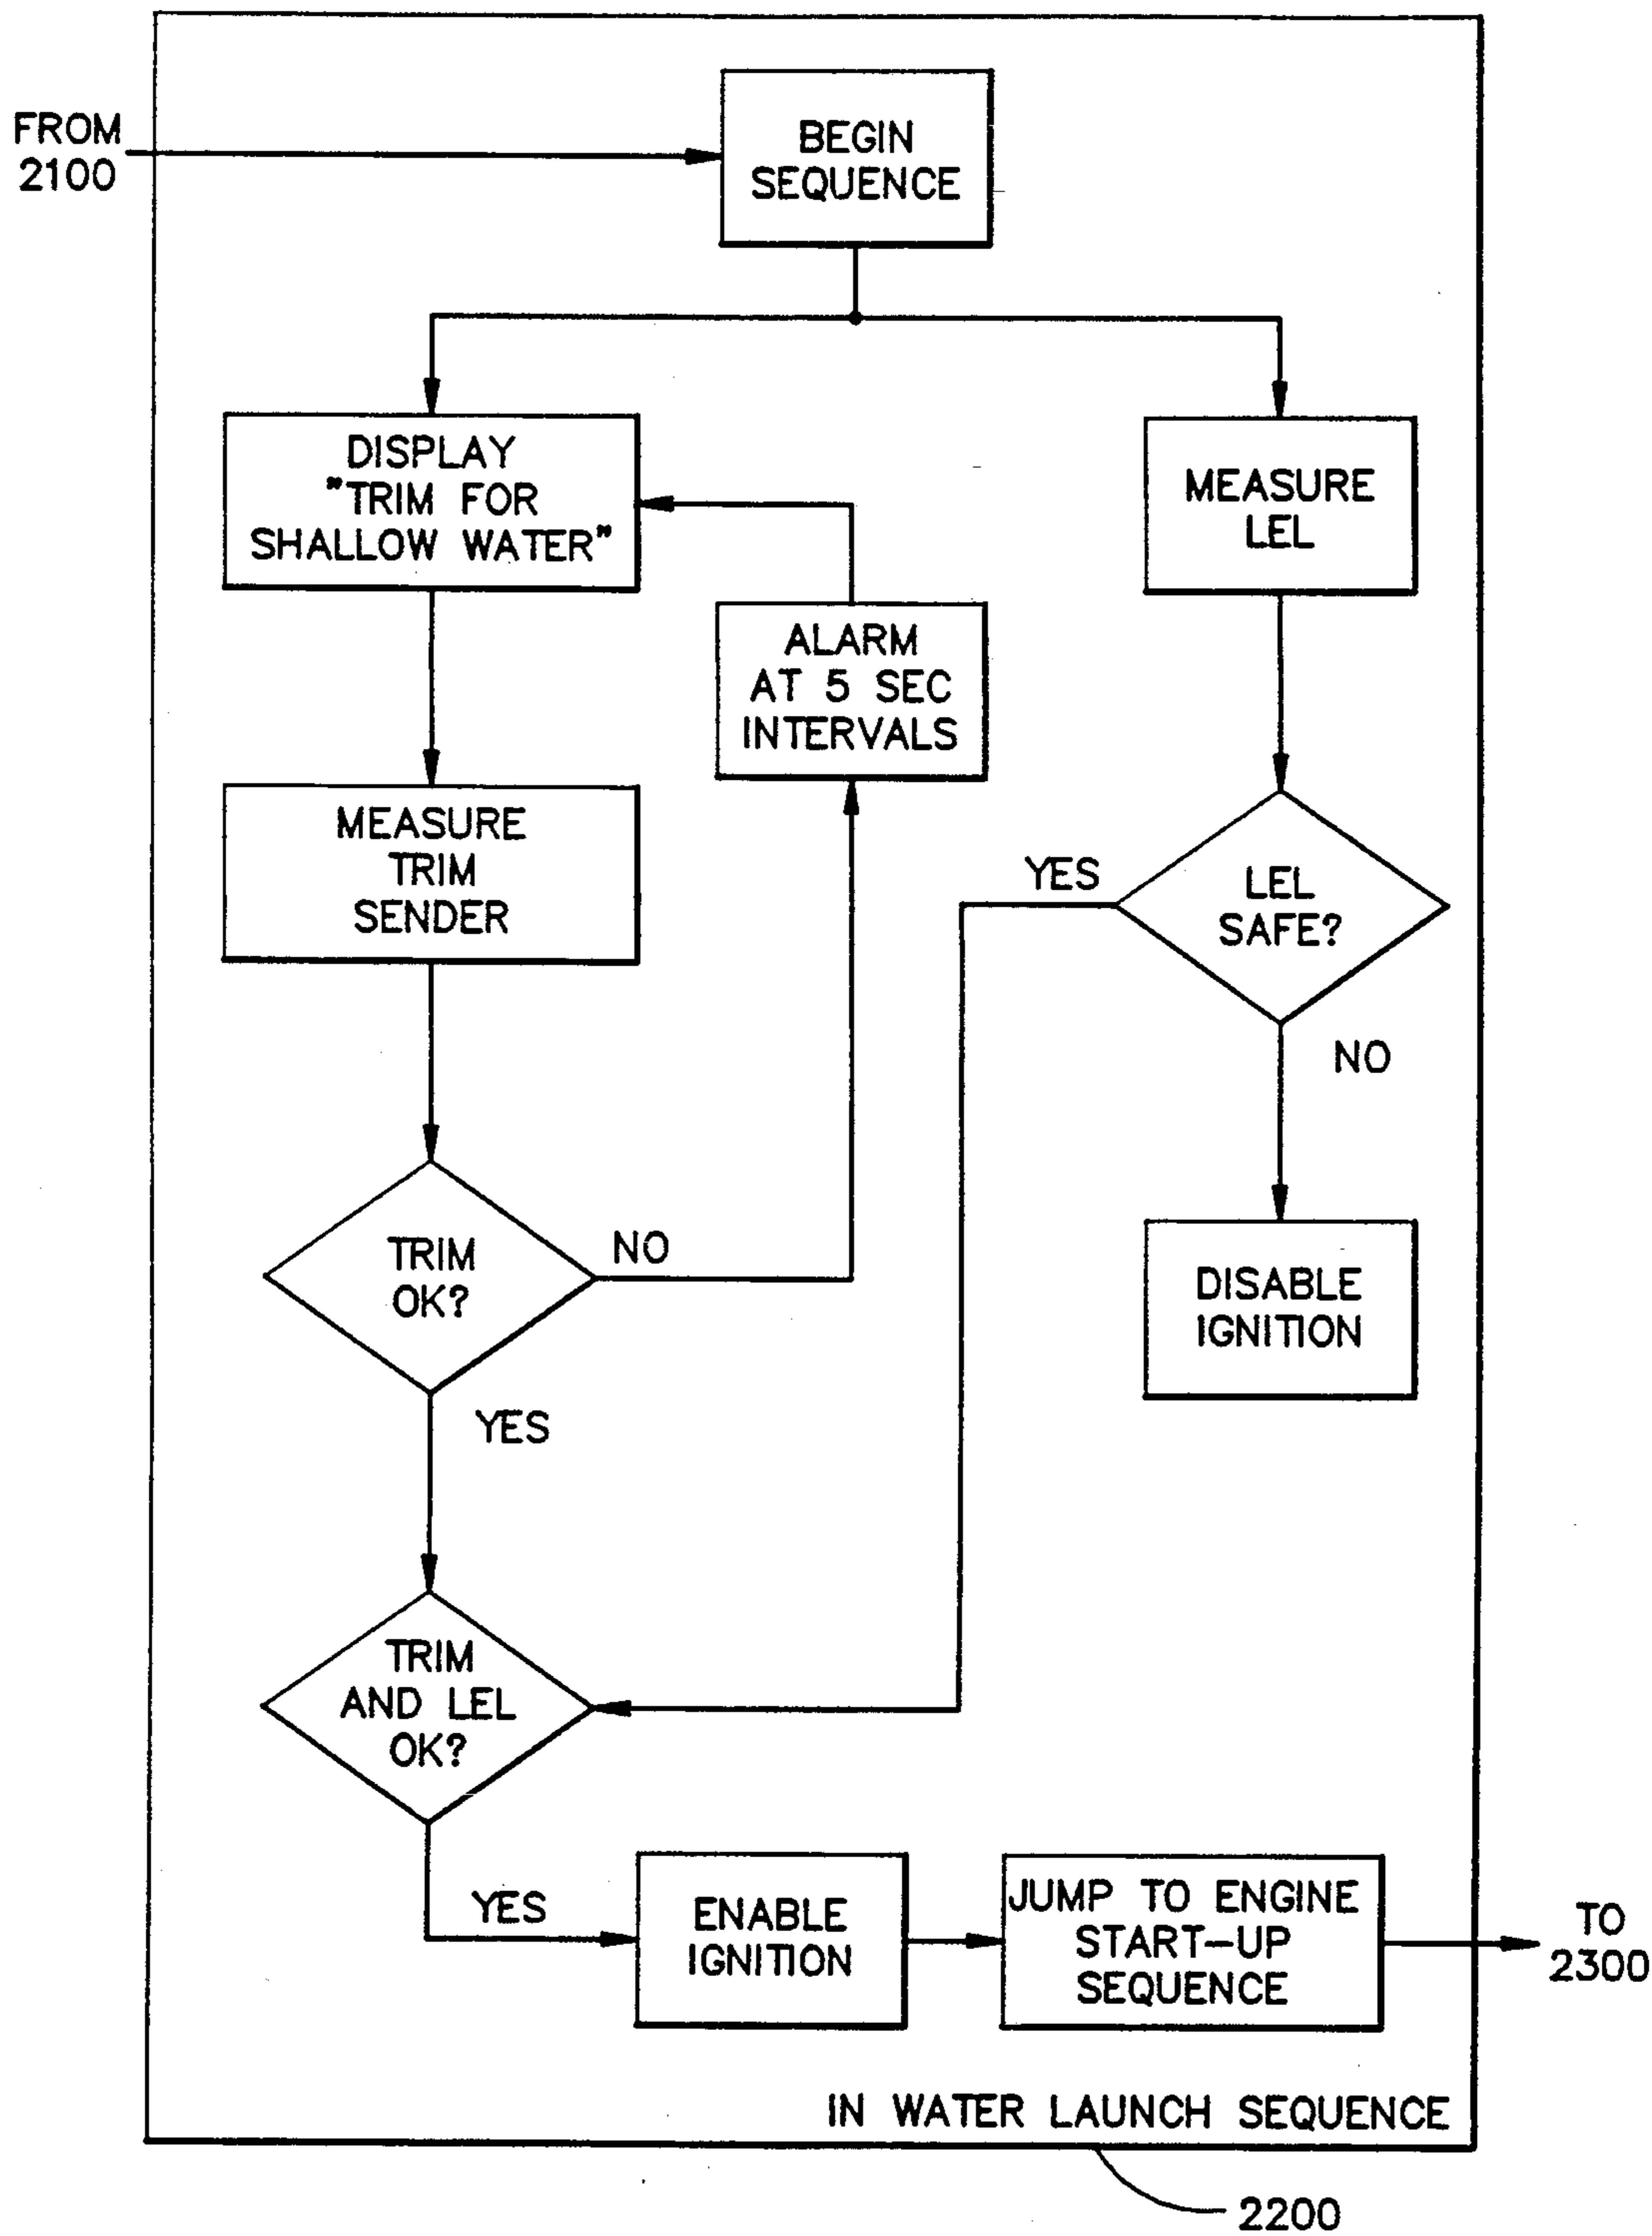 FROM
2100
BEGIN
SEQUENCE
DISPLAY
"TRIM FOR
SHALLOW WATER"
MEASURE
LEL
ALARM
AT 5 SEC
INTERVALS
MEASURE
TRIM
SENDER
YES
LEL
SAFE?
NO
TRIM
OK?
NO
DISABLE
IGNITION
YES
TRIM
AND LEL
OK?
YES
ENABLE
IGNITION
JUMP TO ENGINE
START-UP
SEQUENCE
TO
2300
IN WATER LAUNCH SEQUENCE
2200